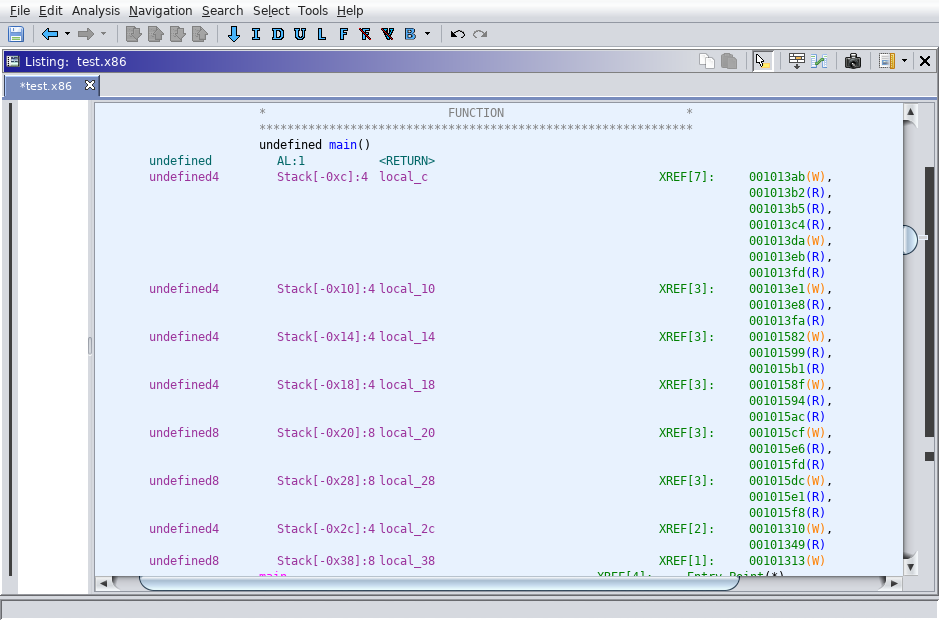 File Edit Analysis Navigation Search Select Tools Help
I D U L F V B
Listing: test.x86
*test.x86
* FUNCTION *
**************************************************************
undefined main()
undefined AL:1 <RETURN>
undefined4 Stack[-0xc]:4 local_c XREF[7]: 001013ab(W),
001013b2(R),
001013b5(R),
001013c4(R),
001013da(W),
001013eb(R),
001013fd(R)
undefined4 Stack[-0x10]:4 local_10 XREF[3]: 001013e1(W),
001013e8(R),
001013fa(R)
undefined4 Stack[-0x14]:4 local_14 XREF[3]: 00101582(W),
00101599(R),
001015b1(R)
undefined4 Stack[-0x18]:4 local_18 XREF[3]: 0010158f(W),
00101594(R),
001015ac(R)
undefined8 Stack[-0x20]:8 local_20 XREF[3]: 001015cf(W),
001015e6(R),
001015fd(R)
undefined8 Stack[-0x28]:8 local_28 XREF[3]: 001015dc(W),
001015e1(R),
001015f8(R)
undefined4 Stack[-0x2c]:4 local_2c XREF[2]: 00101310(W),
00101349(R)
undefined8 Stack[-0x38]:8 local_38 XREF[1]: 00101313(W)
main XREF[4]: Entry Point(*)